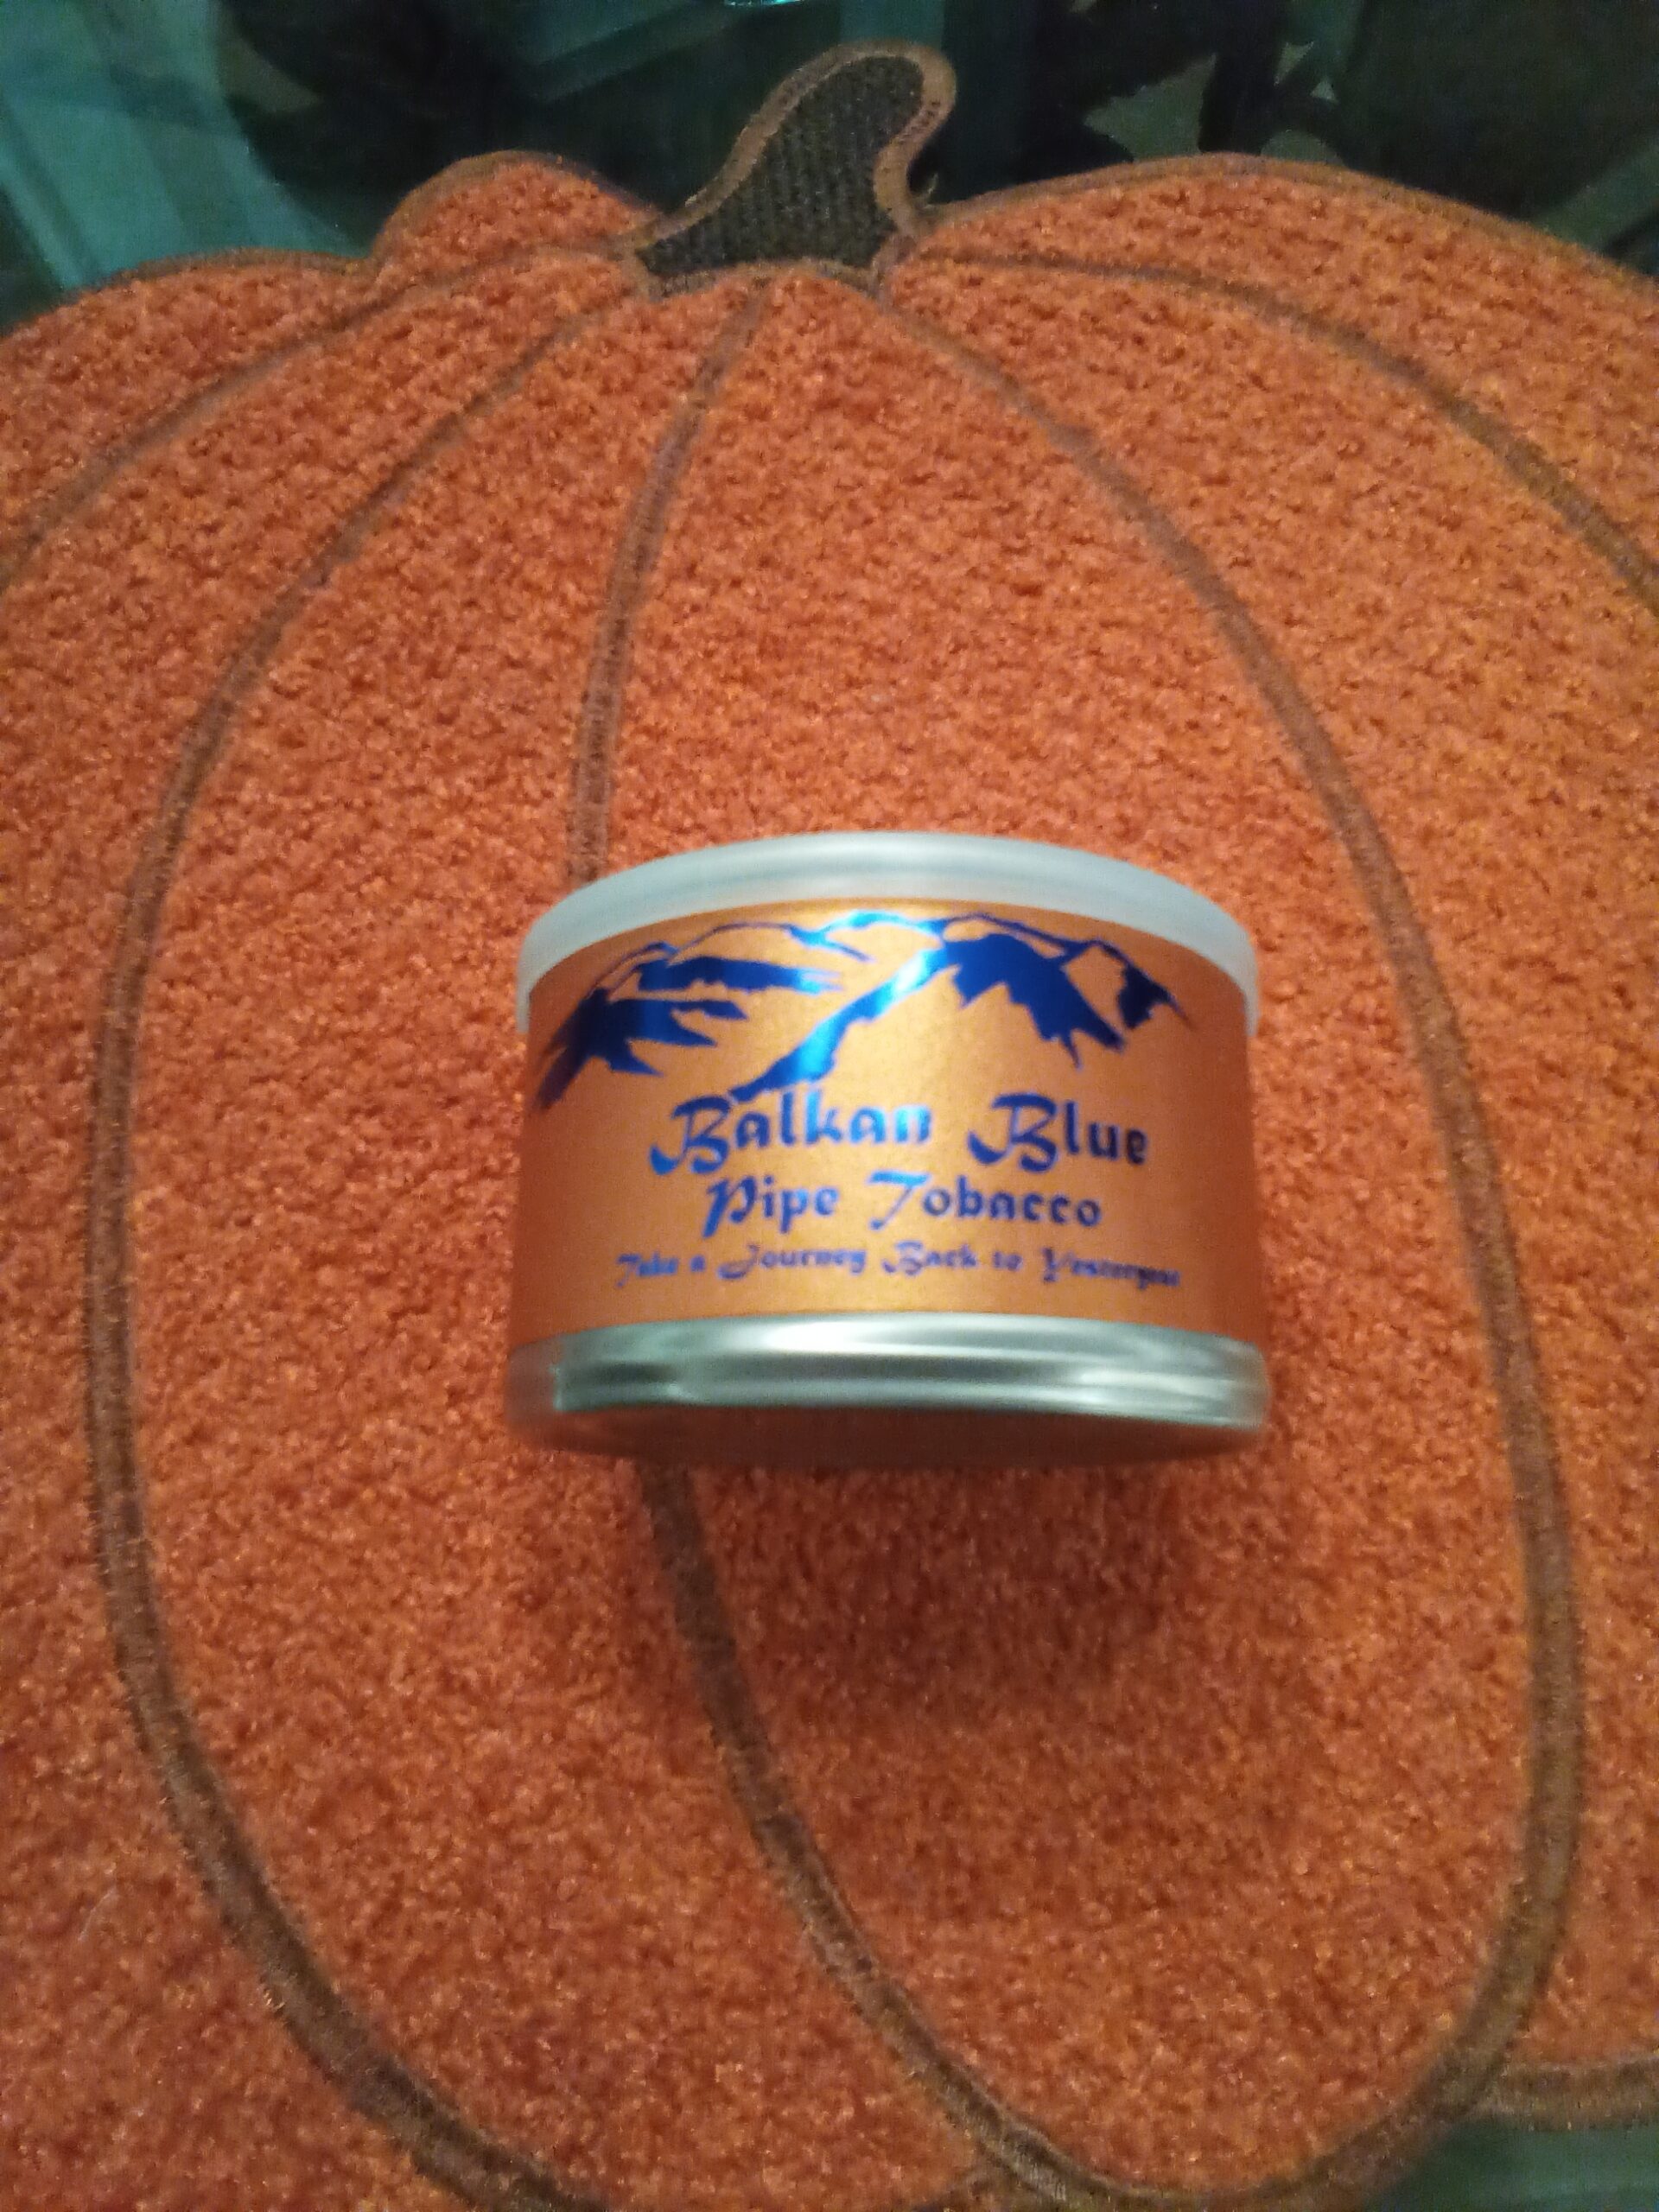 Balkan Blue
Pipe Tobacco
Take a Journey Back to Yesteryear